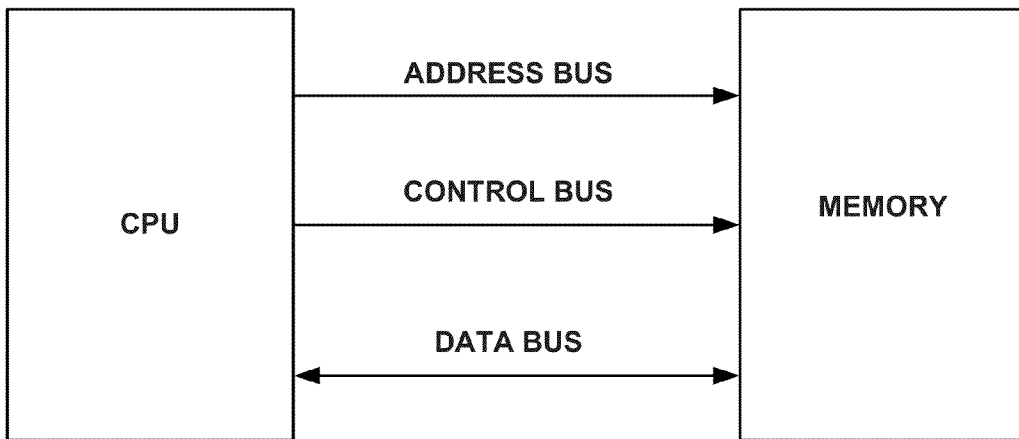 ADDRESS BUS
CONTROL BUS
CPU
MEMORY
DATA BUS